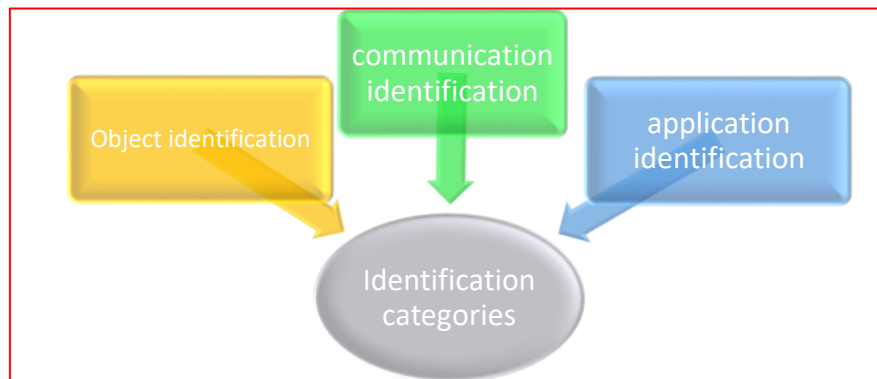 communication
identification
Object identification
application
identification
Identification
categories